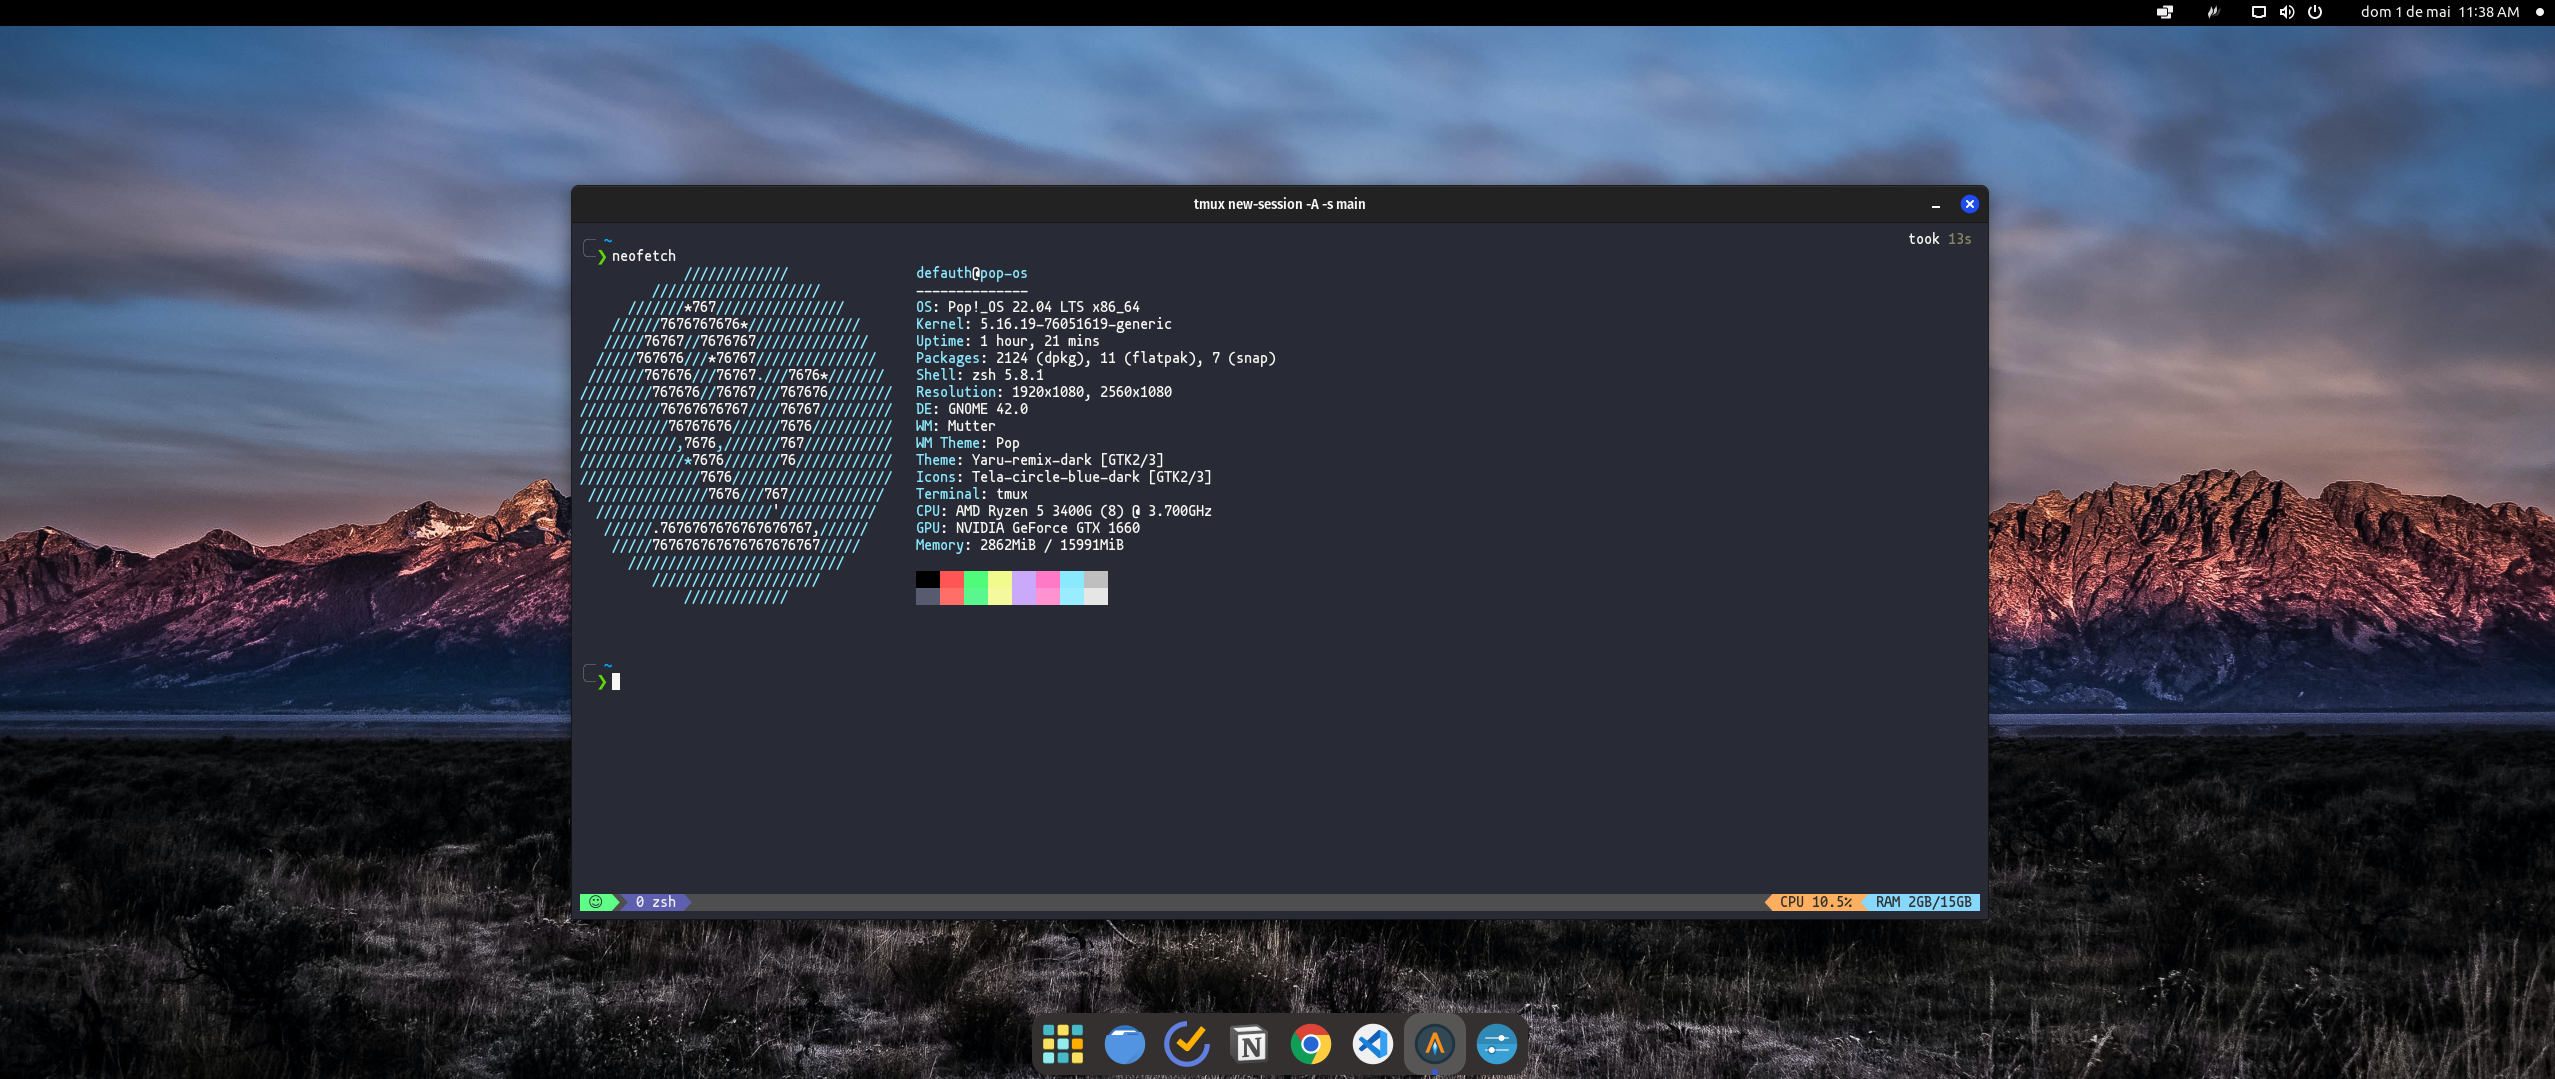 dom 1 de mai 11:38 AM
tmux new-session -A -s main
~
took 13s
❯ neofetch
///////////// defauth@pop-os
///////////////////// --------------
///////*767//////////////// OS: Pop!_OS 22.04 LTS x86_64
//////7676767676*////////////// Kernel: 5.16.19-76051619-generic
/////76767//7676767////////////// Uptime: 1 hour, 21 mins
/////767676///*76767/////////////// Packages: 2124 (dpkg), 11 (flatpak), 7 (snap)
///////767676///76767.///7676*/////// Shell: zsh 5.8.1
/////////767676//76767///767676//////// Resolution: 1920x1080, 2560x1080
//////////76767676767////76767///////// DE: GNOME 42.0
///////////76767676//////7676////////// WM: Mutter
////////////,7676,///////767/////////// WM Theme: Pop
/////////////*7676///////76//////////// Theme: Yaru-remix-dark [GTK2/3]
///////////////7676//////////////////// Icons: Tela-circle-blue-dark [GTK2/3]
///////////////7676///767//////////// Terminal: tmux
//////////////////////'//////////// CPU: AMD Ryzen 5 3400G (8) @ 3.700GHz
//////.7676767676767676767,////// GPU: NVIDIA GeForce GTX 1660
/////767676767676767676767///// Memory: 2862MiB / 15991MiB
///////////////////////////
/////////////////////
/////////////
~
❯
0 zsh
CPU 10.5%
RAM 2GB/15GB
N